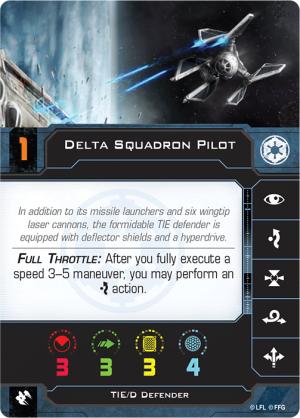 1 Delta Squadron Pilot
In addition to its missile launchers and six wingtip
laser cannons, the formidable TIE defender is
equipped with deflector shields and a hyperdrive.
Full Throttle: After you fully execute a
speed 3–5 maneuver, you may perform an
action.
3 3 3 4
TIE/D Defender
© LFL © FFG